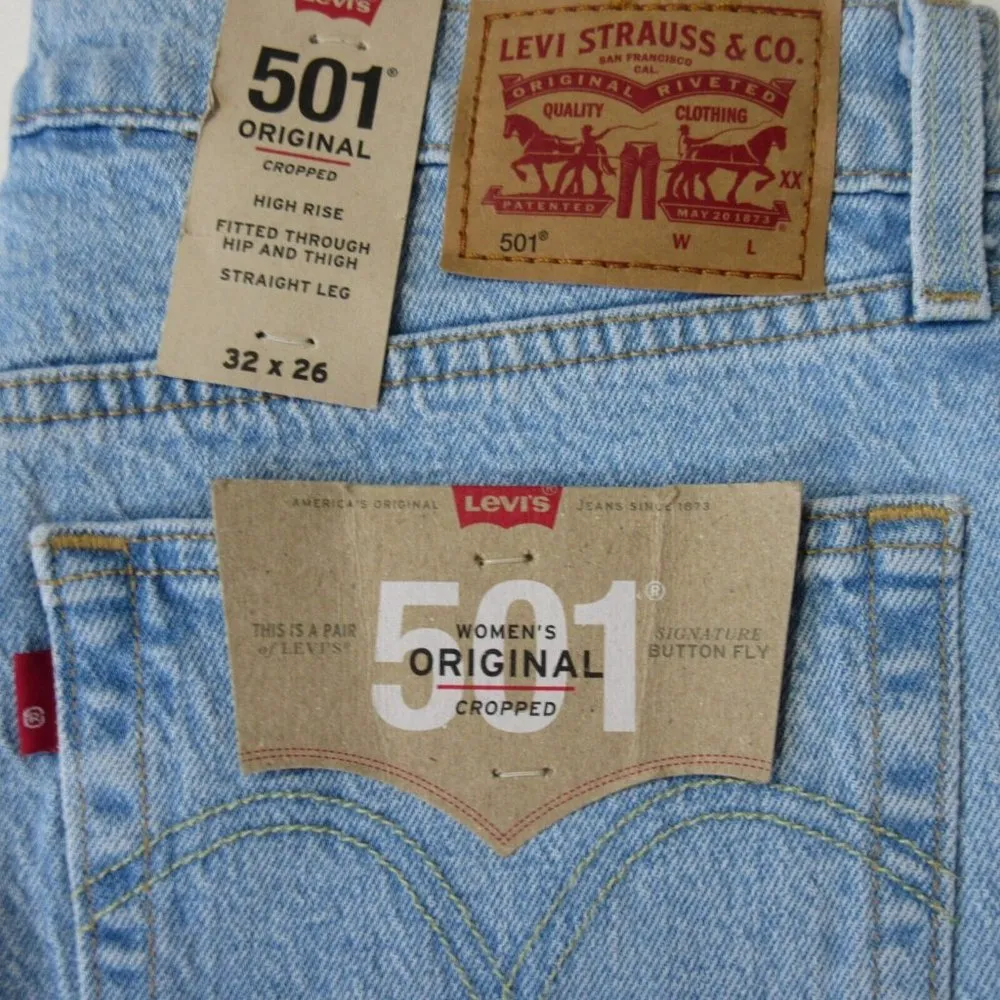 Levi's
501®
ORIGINAL
CROPPED
HIGH RISE
FITTED THROUGH
HIP AND THIGH
STRAIGHT LEG
32 x 26
LEVI STRAUSS & CO.
SAN FRANCISCO
CAL.
ORIGINAL RIVETED
QUALITY CLOTHING
XX
PATENTED MAY 20 1873
®
501® W L
AMERICA'S ORIGINAL Levi's® JEANS SINCE 1873
501®
THIS IS A PAIR
of LEVI'S®
WOMEN'S
ORIGINAL
CROPPED
SIGNATURE
BUTTON FLY
®